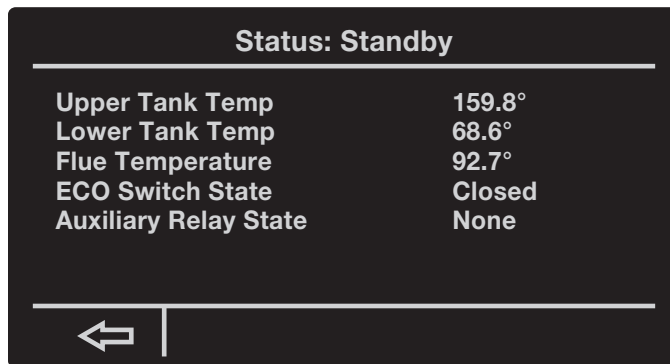 Status: Standby
Upper Tank Temp 159.8°
Lower Tank Temp 68.6°
Flue Temperature 92.7°
ECO Switch State Closed
Auxiliary Relay State None